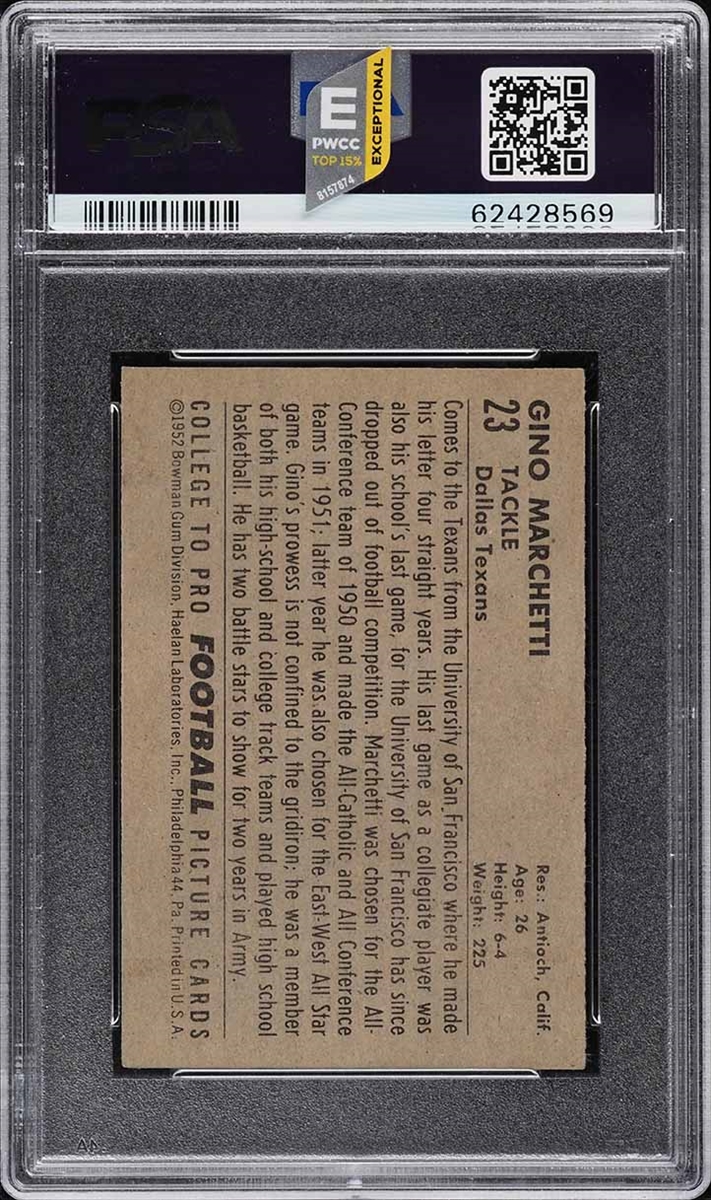 PSA
E
PWCC
TOP 15%
EXCEPTIONAL
8157874
62428569
GINO MARCHETTI
23 TACKLE
Dallas Texans
Res.: Antioch, Calif.
Age: 26
Height: 6-4
Weight: 225
Comes to the Texans from the University of San Francisco where he made
his letter four straight years. His last game as a collegiate player was
also his school's last game, for the University of San Francisco has since
dropped out of football competition. Marchetti was chosen for the All-
Conference team of 1950 and made the All-Catholic and All Conference
teams in 1951; latter year he was also chosen for the East-West All Star
game. Gino's prowess is not confined to the gridiron; he was a member
of both his high-school and college track teams and played high school
basketball. He has two battle stars to show for two years in Army.
COLLEGE TO PRO FOOTBALL PICTURE CARDS
©1952 Bowman Gum Division, Haelan Laboratories, Inc., Philadelphia 44, Pa. Printed in U.S.A.